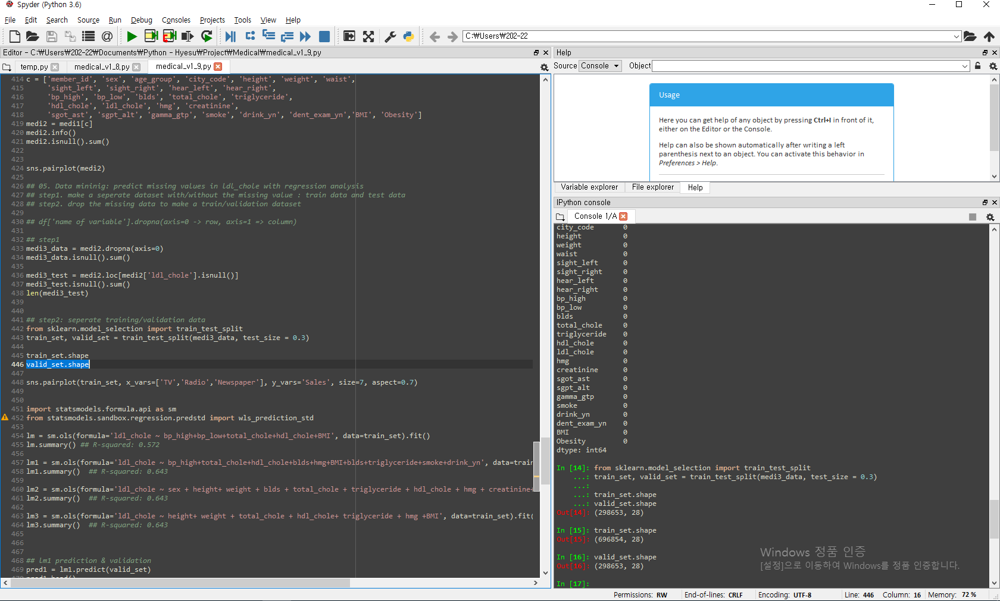 Spyder (Python 3.6)
File Edit Search Source Run Debug Consoles Projects Tools View Help
C:₩Users₩202-22
Editor - C:₩Users₩202-22₩Documents₩Python - Hyesu₩Project₩Medical₩medical_v1_9.py
temp.py medical_v1_8.py medical_v1_9.py
414 c = ['member_id', 'sex', 'age_group', 'city_code', 'height', 'weight', 'waist',
415 'sight_left', 'sight_right', 'hear_left', 'hear_right',
416 'bp_high', 'bp_low', 'blds', 'total_chole', 'triglyceride',
417 'hdl_chole', 'ldl_chole', 'hmg', 'creatinine',
418 'sgot_ast', 'sgpt_alt', 'gamma_gtp', 'smoke', 'drink_yn', 'dent_exam_yn','BMI', 'Obesity']
419 medi2 = medi1[c]
420 medi2.info()
421 medi2.isnull().sum()
422
423
424 sns.pairplot(medi2)
425
426 ## 05. Data mininig: predict missing values in ldl_chole with regression analysis
427 ## step1. make a seperate dataset with/without the missing value : train data and test data
428 ## step2. drop the missing data to make a train/validation dataset
429
430 ## df['name of variable'].dropna(axis=0 -> row, axis=1 => column)
431
432 ## step1
433 medi3_data = medi2.dropna(axis=0)
434 medi3_data.isnull().sum()
435
436 medi3_test = medi2.loc[medi2['ldl_chole'].isnull()]
437 medi3_test.isnull().sum()
438 len(medi3_test)
439
440
441 ## step2: seperate training/validation data
442 from sklearn.model_selection import train_test_split
443 train_set, valid_set = train_test_split(medi3_data, test_size = 0.3)
444
445 train_set.shape
446 valid_set.shape
447
448 sns.pairplot(train_set, x_vars=['TV','Radio','Newspaper'], y_vars='Sales', size=7, aspect=0.7)
449
450
451 import statsmodels.formula.api as sm
452 from statsmodels.sandbox.regression.predstd import wls_prediction_std
453
454 lm = sm.ols(formula='ldl_chole ~ bp_high+bp_low+total_chole+hdl_chole+BMI', data=train_set).fit()
455 lm.summary() ## R-squared: 0.572
456
457 lm1 = sm.ols(formula='ldl_chole ~ bp_high+total_chole+hdl_chole+blds+hmg+BMI+blds+triglyceride+smoke+drink_yn', data=train
458 lm1.summary() ## R-squared: 0.643
459
460 lm2 = sm.ols(formula='ldl_chole ~ sex + height+ weight + blds + total_chole + triglyceride + hdl_chole + hmg + creatinine+
461 lm2.summary() ## R-squared: 0.643
462
463 lm3 = sm.ols(formula='ldl_chole ~ height+ weight + total_chole + hdl_chole+ triglyceride + hmg +BMI', data=train_set).fit(
464 lm3.summary() ## R-squared: 0.643
465
466
467
468 ## lm1 prediction & validation
469 pred1 = lm1.predict(valid_set)
470 pred1.head()
Help
Source Console Object
Usage
Here you can get help of any object by pressing Ctrl+I in front of it,
either on the Editor or the Console.
Help can also be shown automatically after writing a left
parenthesis next to an object. You can activate this behavior in
Preferences > Help.
Variable explorer File explorer Help
IPython console
Console 1/A
city_code 0
height 0
weight 0
waist 0
sight_left 0
sight_right 0
hear_left 0
hear_right 0
bp_high 0
bp_low 0
blds 0
total_chole 0
triglyceride 0
hdl_chole 0
ldl_chole 0
hmg 0
creatinine 0
sgot_ast 0
sgpt_alt 0
gamma_gtp 0
smoke 0
drink_yn 0
dent_exam_yn 0
BMI 0
Obesity 0
dtype: int64
In [14]: from sklearn.model_selection import train_test_split
...: train_set, valid_set = train_test_split(medi3_data, test_size = 0.3)
...:
...: train_set.shape
...: valid_set.shape
Out[14]: (298653, 28)
In [15]: train_set.shape
Out[15]: (696854, 28)
In [16]: valid_set.shape
Out[16]: (298653, 28)
In [17]:
Windows 정품 인증
[설정]으로 이동하여 Windows를 정품 인증합니다.
Permissions: RW End-of-lines: CRLF Encoding: UTF-8 Line: 446 Column: 16 Memory: 72 %